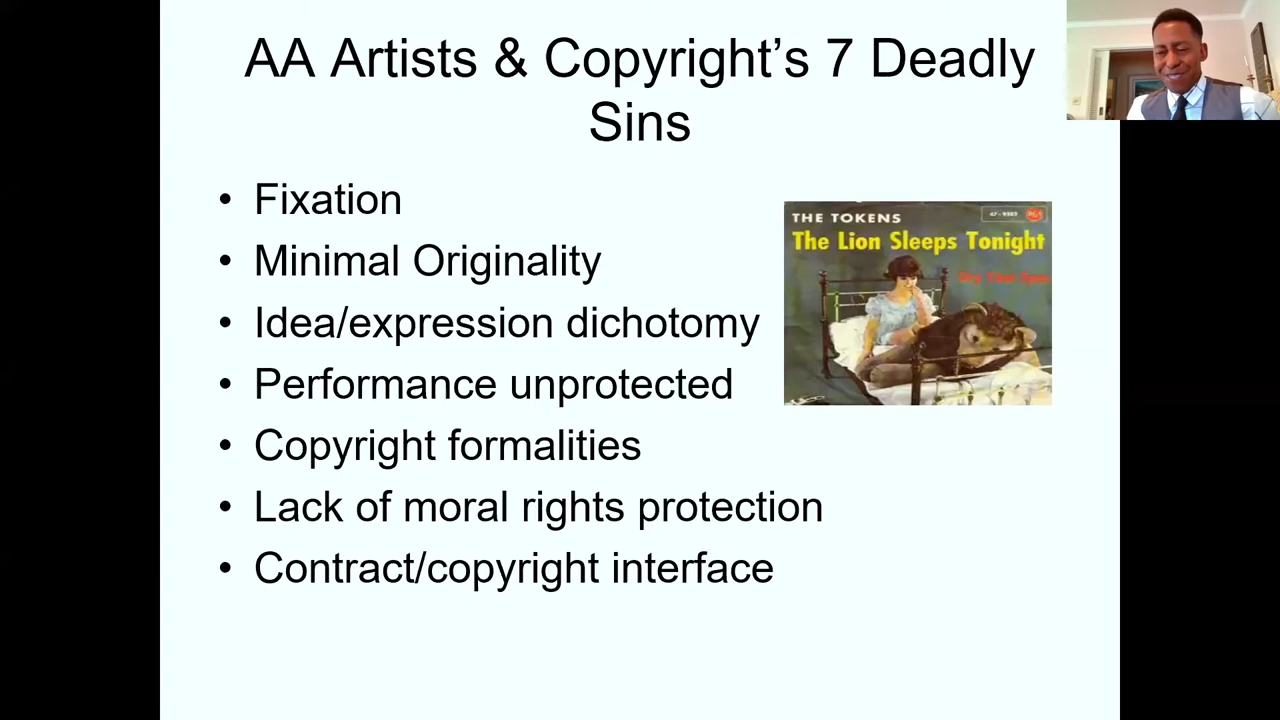 AA Artists & Copyright’s 7 Deadly
Sins
• Fixation
• Minimal Originality
• Idea/expression dichotomy
• Performance unprotected
• Copyright formalities
• Lack of moral rights protection
• Contract/copyright interface
THE TOKENS
The Lion Sleeps Tonight